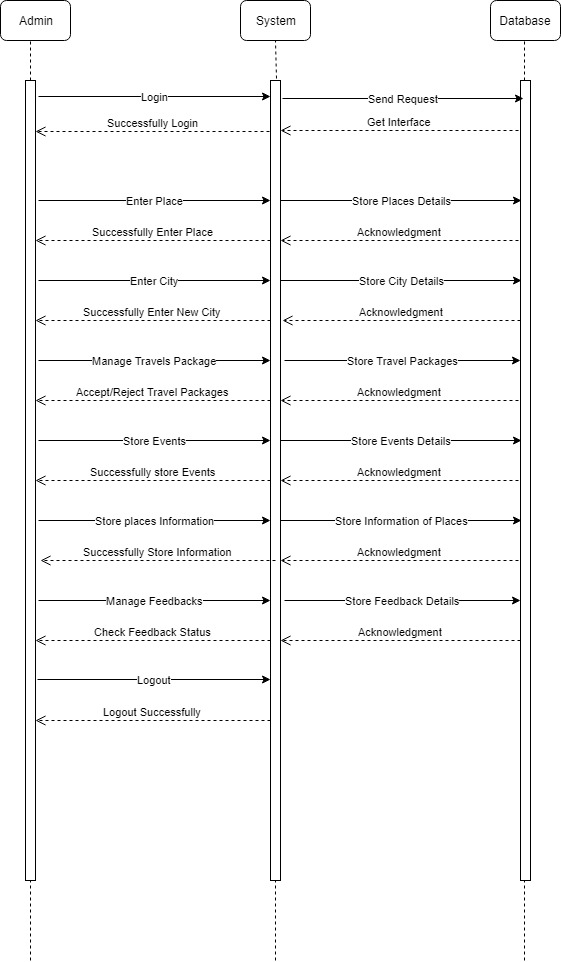 Admin
System
Database
Login
Send Request
Successfully Login
Get Interface
Enter Place
Store Places Details
Successfully Enter Place
Acknowledgment
Enter City
Store City Details
Successfully Enter New City
Acknowledgment
Manage Travels Package
Store Travel Packages
Accept/Reject Travel Packages
Acknowledgment
Store Events
Store Events Details
Successfully store Events
Acknowledgment
Store places Information
Store Information of Places
Successfully Store Information
Acknowledgment
Manage Feedbacks
Store Feedback Details
Check Feedback Status
Acknowledgment
Logout
Logout Successfully